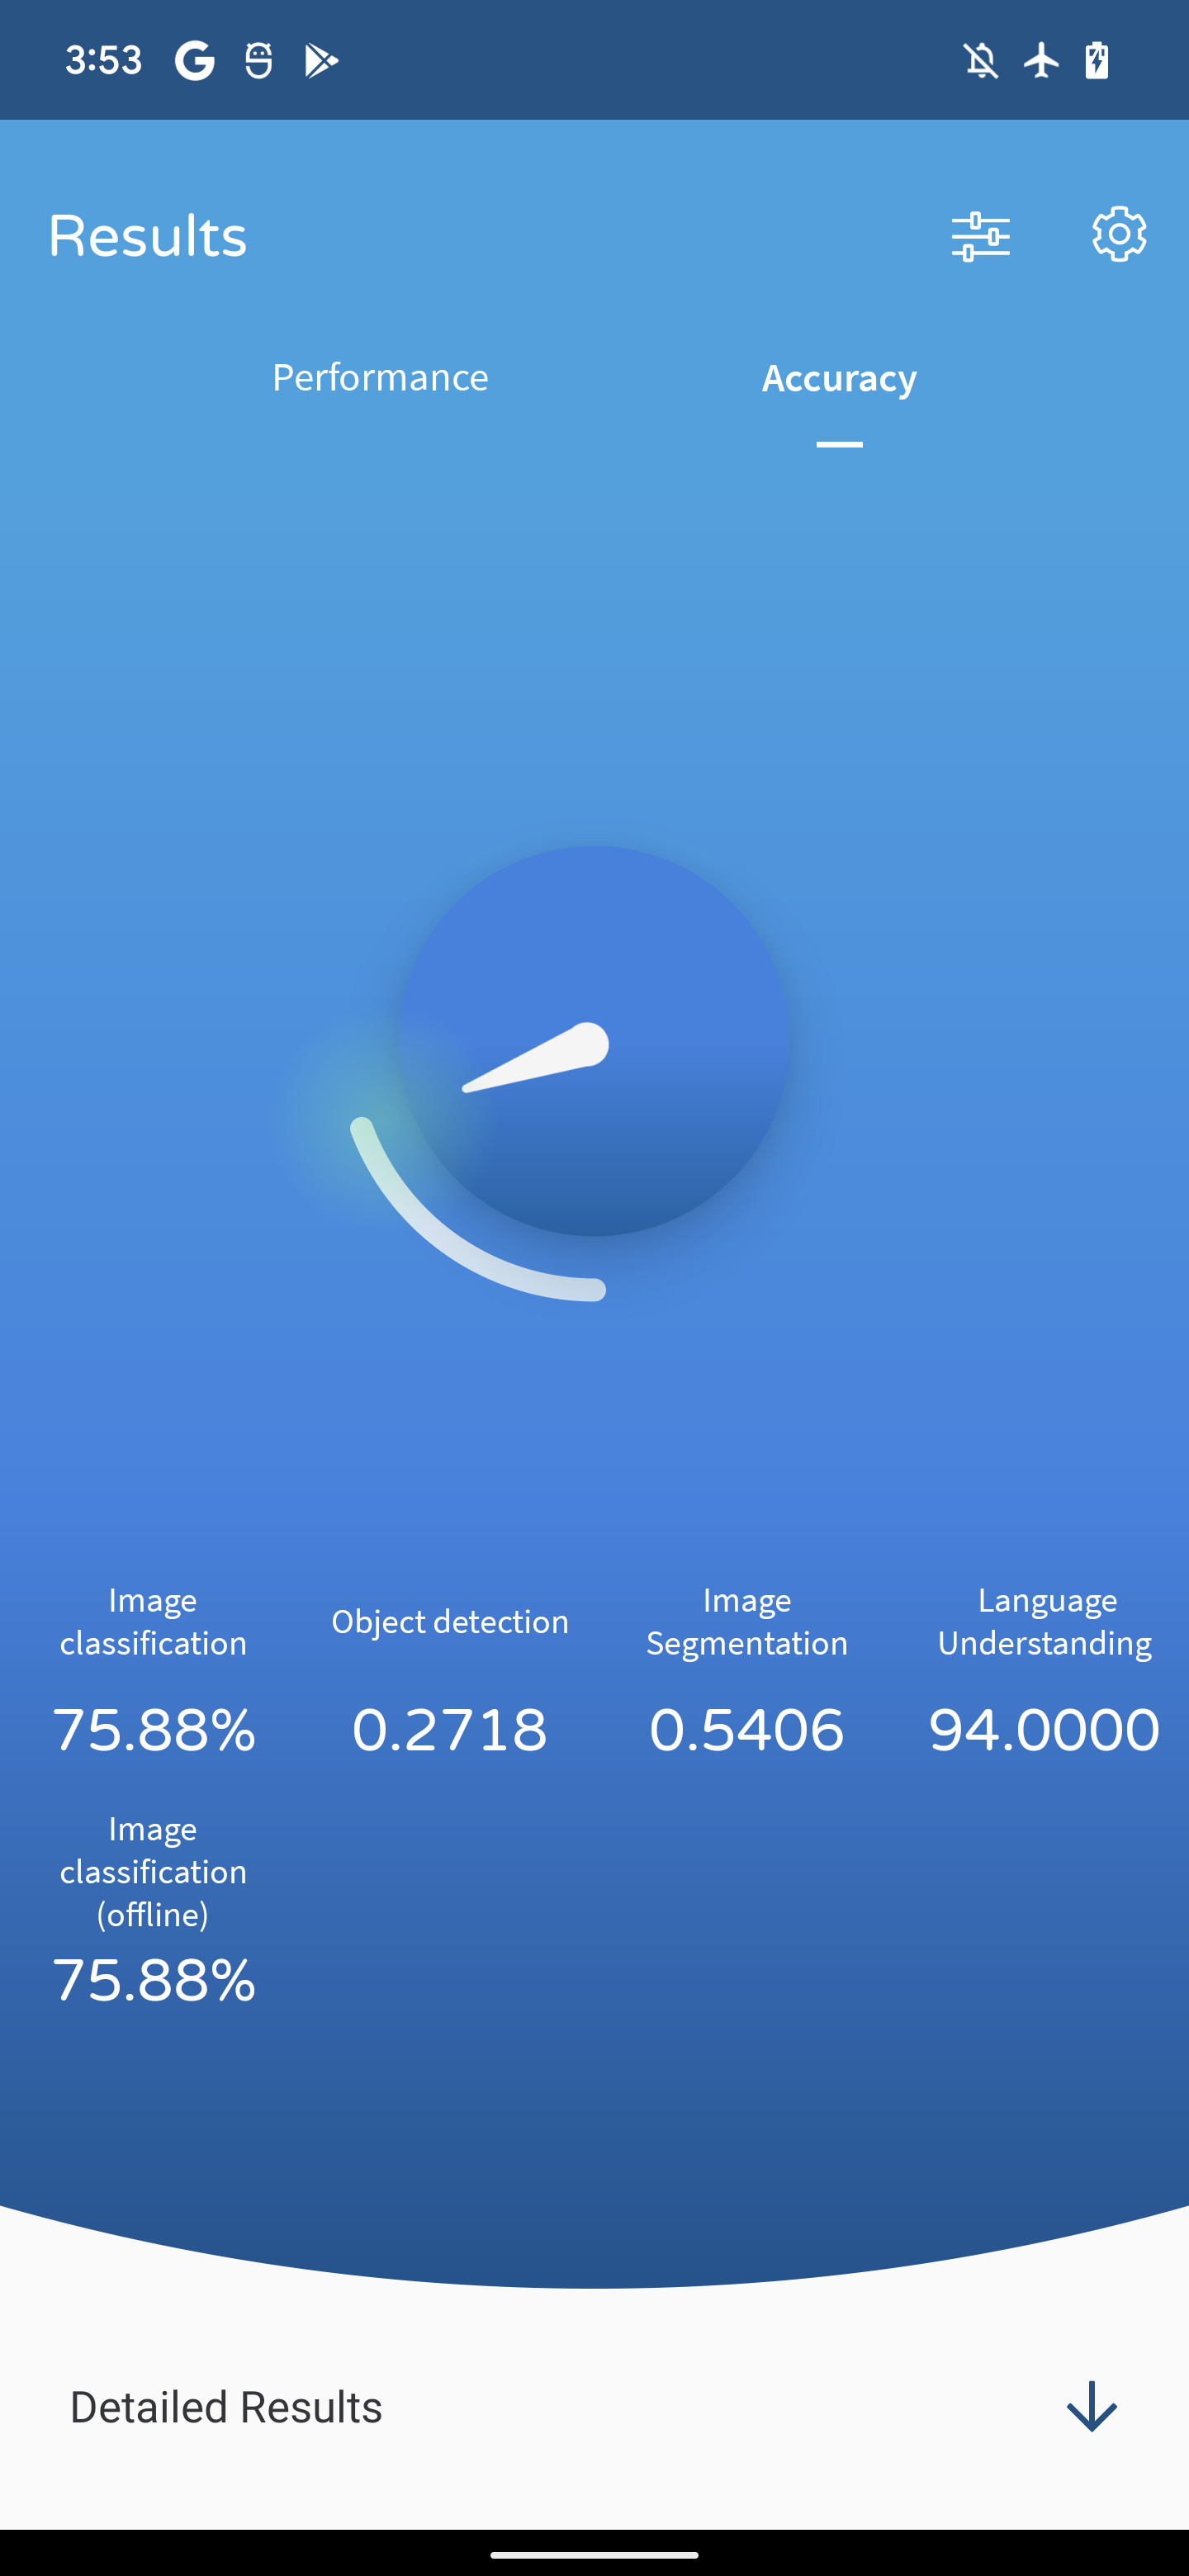 3:53
Results
Performance
Accuracy
Image
classification
75.88%
Object detection
0.2718
Image
Segmentation
0.5406
Language
Understanding
94.0000
Image
classification
(offline)
75.88%
Detailed Results